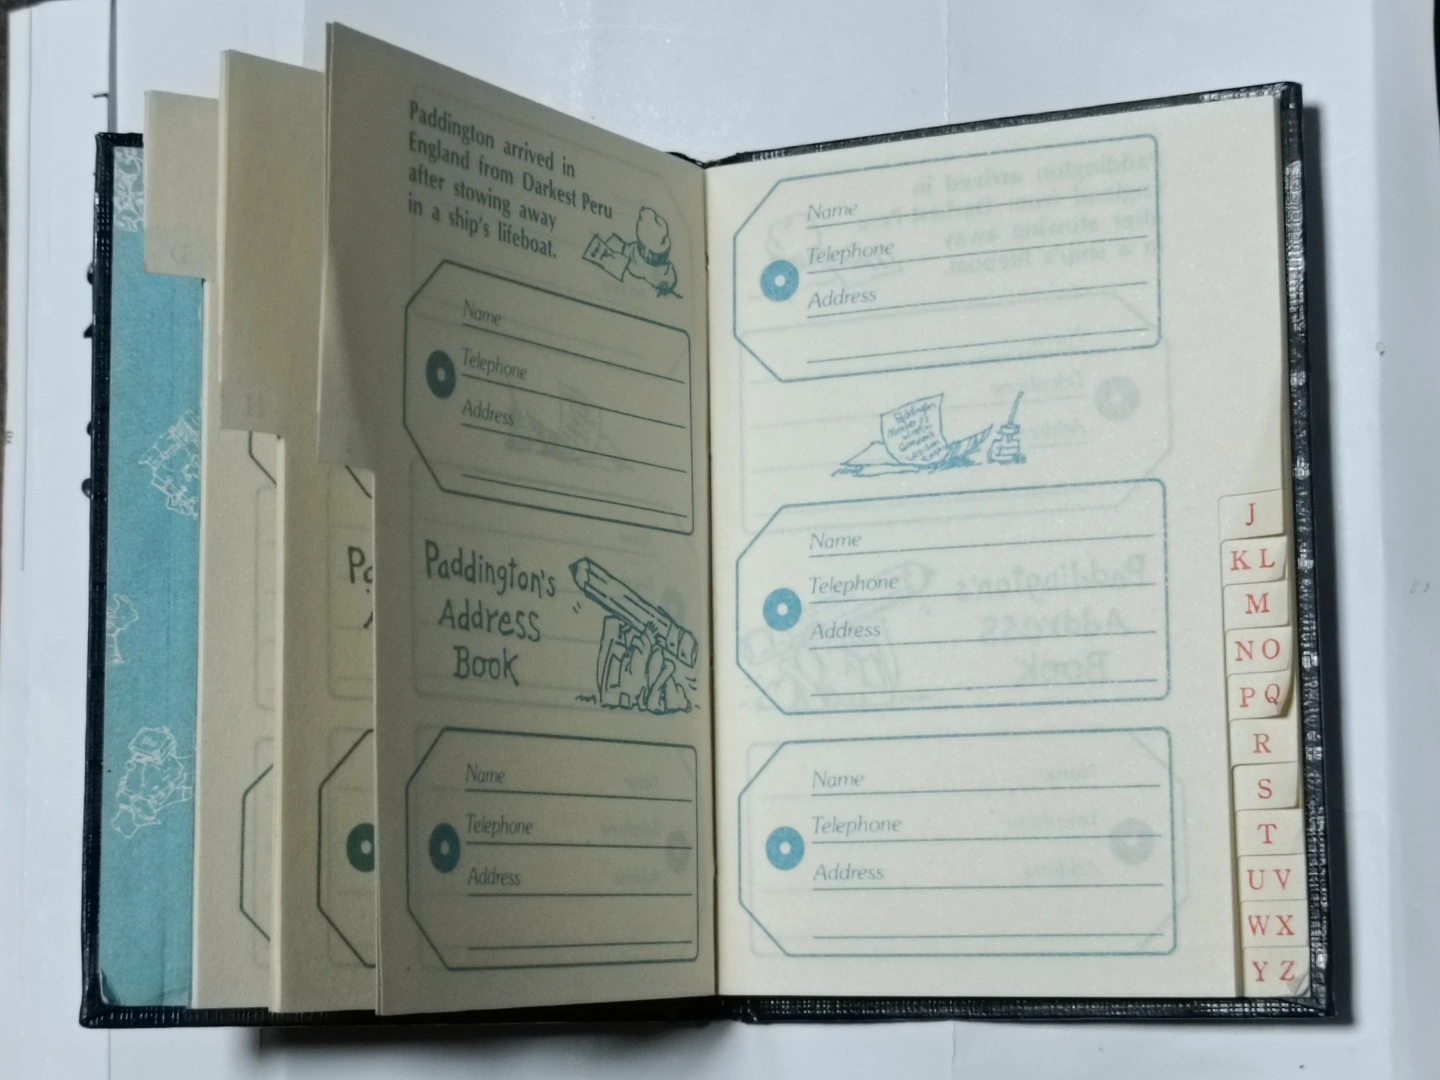 Paddington arrived in
England from Darkest Peru
after stowing away
in a ship's lifeboat.
Name
Telephone
Address
Paddington's
Address
Book
Name
Telephone
Address
Name
Telephone
Address
Name
Telephone
Address
Name
Telephone
Address
J
K L
M
N O
P Q
R
S
T
U V
W X
Y Z